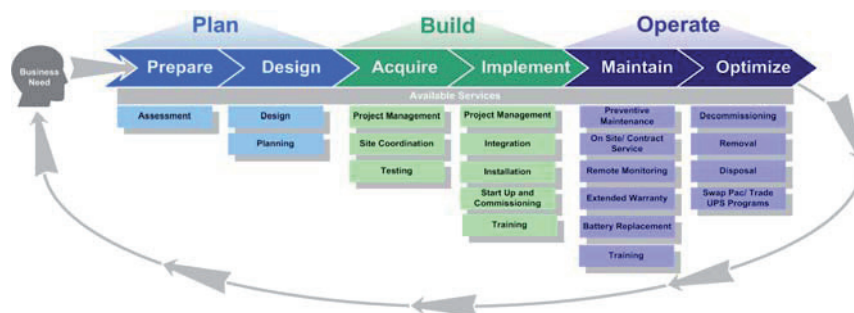 Plan
Build
Operate
Business
Need
Prepare
Design
Acquire
Implement
Maintain
Optimize
Available Services
Assessment
Design
Planning
Project Management
Site Coordination
Testing
Project Management
Integration
Installation
Start Up and
Commissioning
Training
Preventive
Maintenance
On Site/ Contract
Service
Remote Monitoring
Extended Warranty
Battery Replacement
Training
Decommissioning
Removal
Disposal
Swap Pac/ Trade
UPS Programs